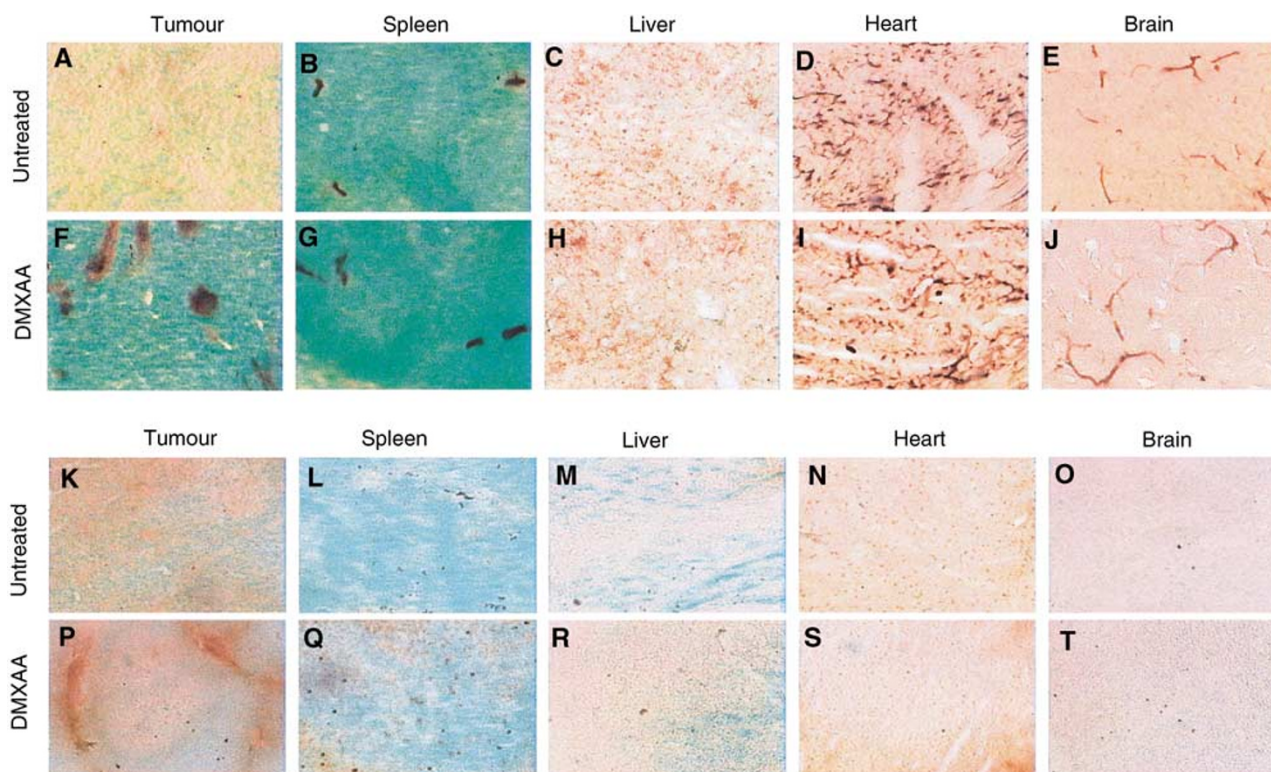 Tumour Spleen Liver Heart Brain
Untreated
A B C D E
DMXAA
F G H I J
Tumour Spleen Liver Heart Brain
Untreated
K L M N O
DMXAA
P Q R S T